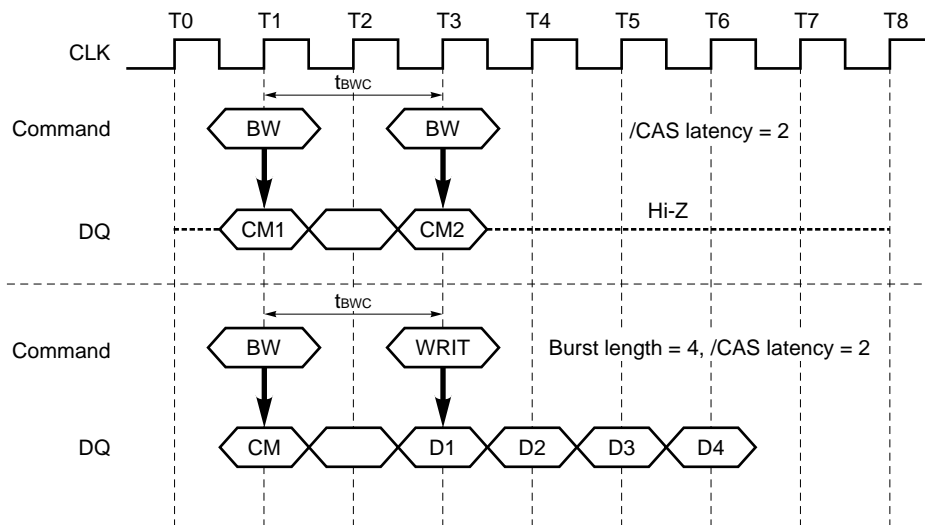 T0 T1 T2 T3 T4 T5 T6 T7 T8
CLK
tBWC
Command BW BW /CAS latency = 2
Hi-Z
DQ CM1 CM2
tBWC
Command BW WRIT Burst length = 4, /CAS latency = 2
DQ CM D1 D2 D3 D4